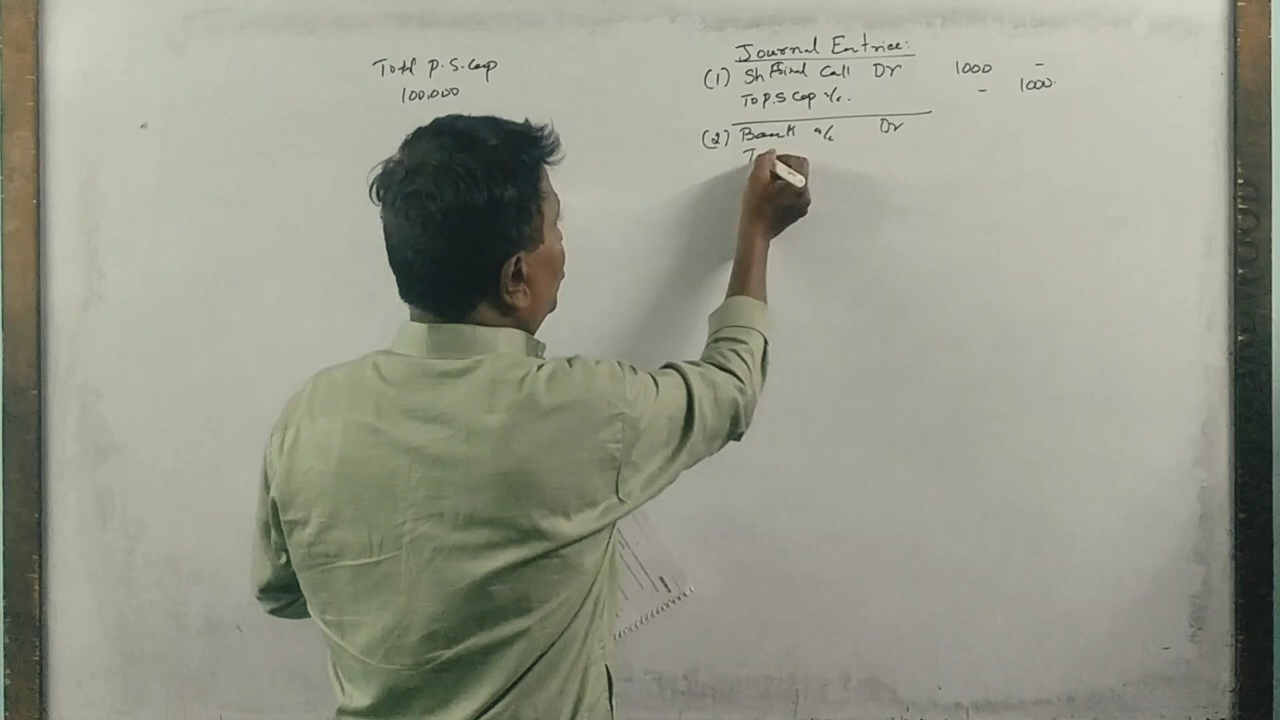 Total P.S.Cap
100,000
Journal Entries:
(1) Sh Final Call Dr 1000 -
To P.S Cap a/c. - 1000.
(2) Bank a/c Dr
T